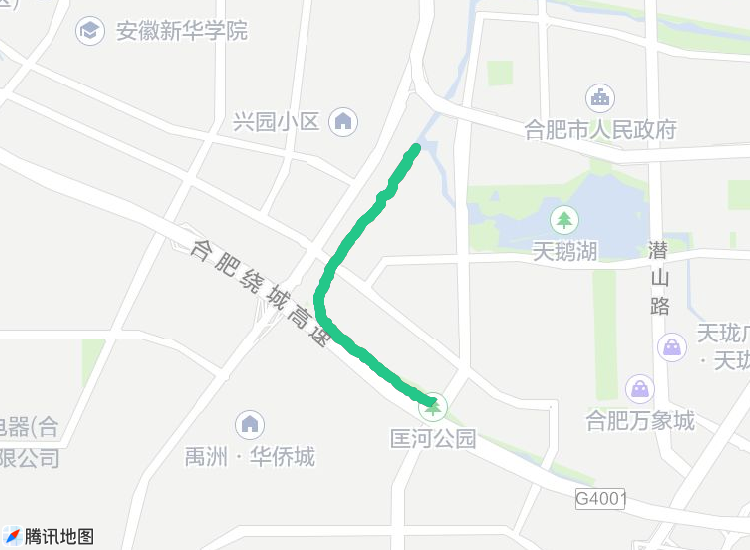 区)
安徽新华学院
兴园小区
合肥市人民政府
合肥绕城高速
天鹅湖
潜山路
天珑广
·天珑
合肥万象城
电器(合
限公司
禹洲·华侨城
匡河公园
G4001
腾讯地图